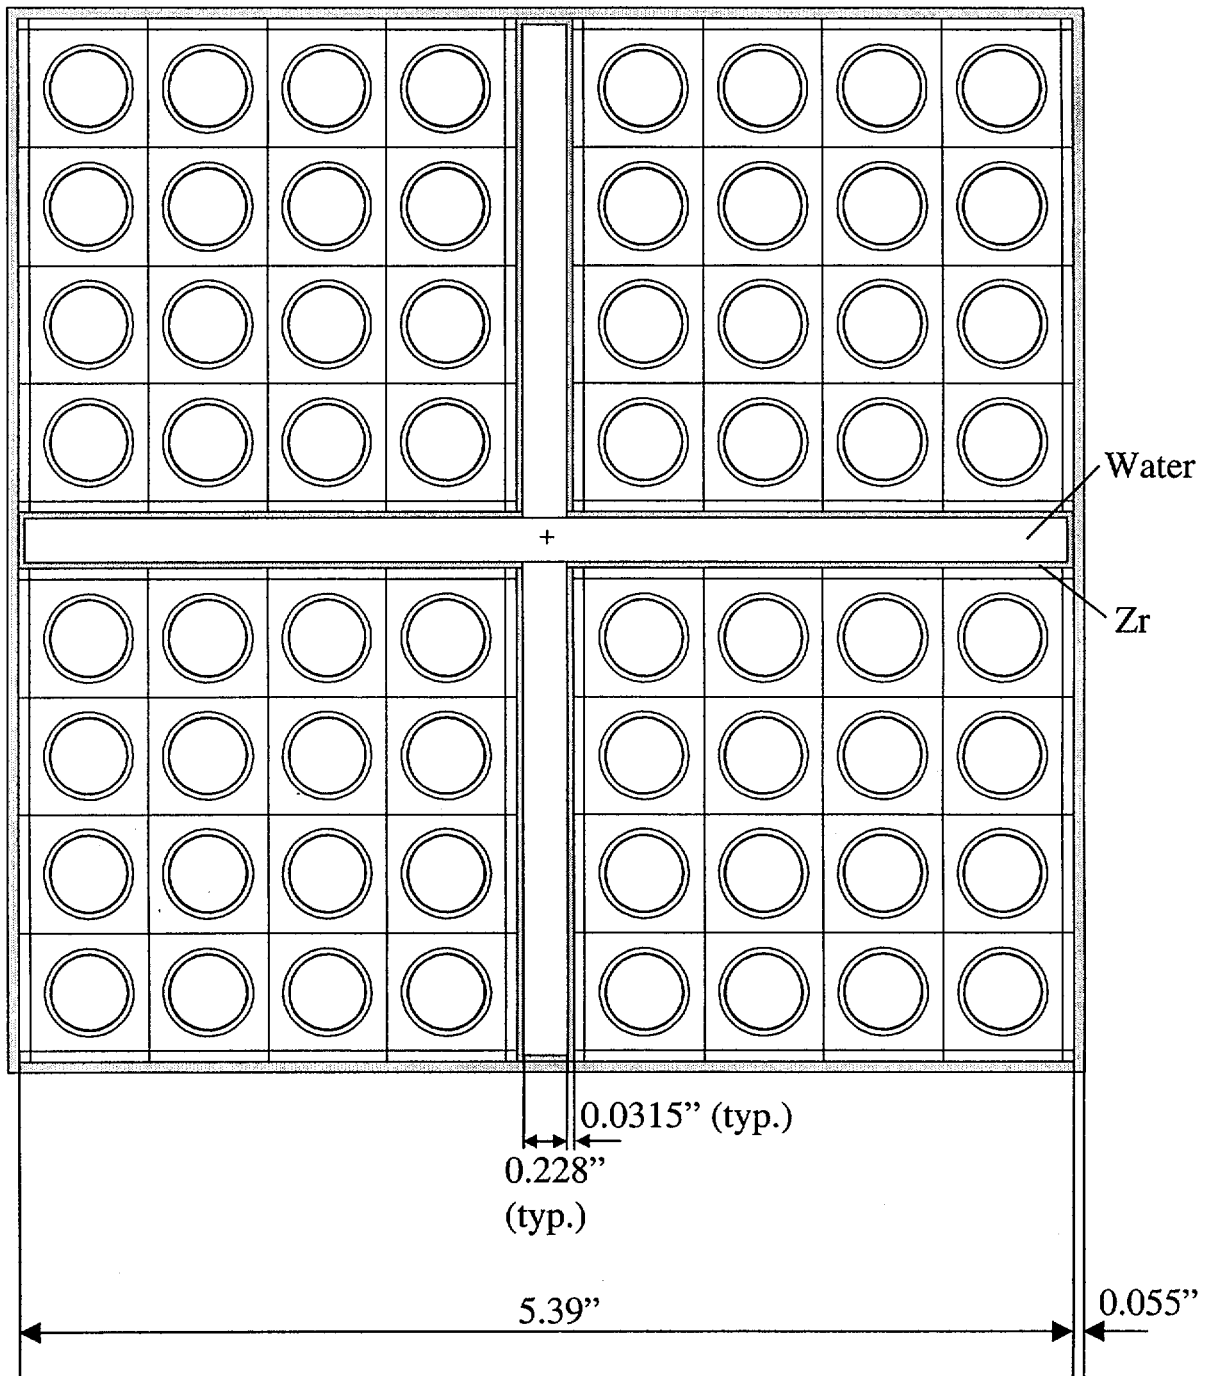 Water
+
Zr
0.0315” (typ.)
0.228”
(typ.)
5.39”
0.055”